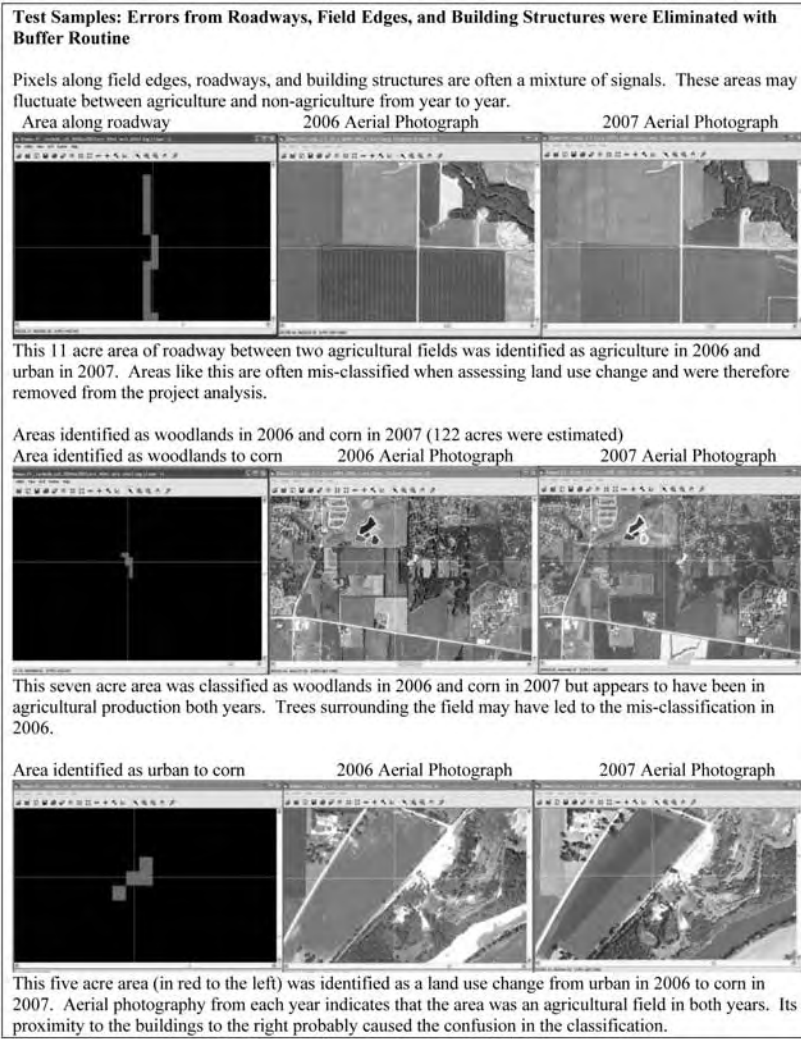 Test Samples: Errors from Roadways, Field Edges, and Building Structures were Eliminated with
Buffer Routine
Pixels along field edges, roadways, and building structures are often a mixture of signals. These areas may
fluctuate between agriculture and non-agriculture from year to year.
Area along roadway 2006 Aerial Photograph 2007 Aerial Photograph
This 11 acre area of roadway between two agricultural fields was identified as agriculture in 2006 and
urban in 2007. Areas like this are often mis-classified when assessing land use change and were therefore
removed from the project analysis.
Areas identified as woodlands in 2006 and corn in 2007 (122 acres were estimated)
Area identified as woodlands to corn 2006 Aerial Photograph 2007 Aerial Photograph
This seven acre area was classified as woodlands in 2006 and corn in 2007 but appears to have been in
agricultural production both years. Trees surrounding the field may have led to the mis-classification in
2006.
Area identified as urban to corn 2006 Aerial Photograph 2007 Aerial Photograph
This five acre area (in red to the left) was identified as a land use change from urban in 2006 to corn in
2007. Aerial photography from each year indicates that the area was an agricultural field in both years. Its
proximity to the buildings to the right probably caused the confusion in the classification.